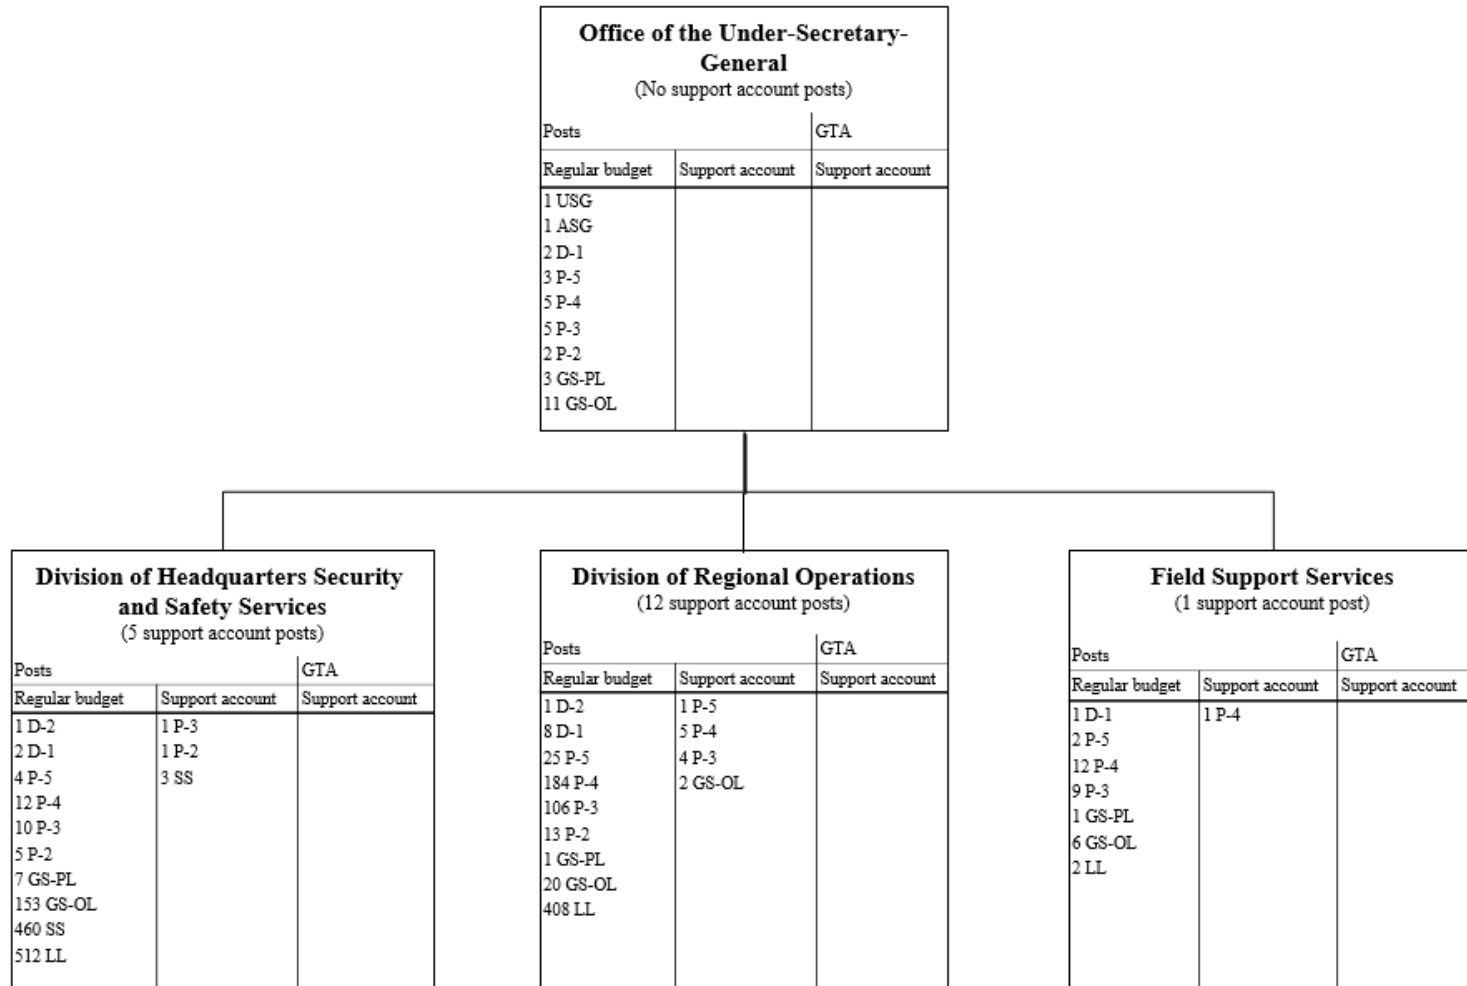 Office of the Under-Secretary-
General
(No support account posts)
Posts GTA
Regular budget Support account Support account
1 USG
1 ASG
2 D-1
3 P-5
5 P-4
5 P-3
2 P-2
3 GS-PL
11 GS-OL
Division of Headquarters Security
and Safety Services
(5 support account posts)
Posts GTA
Regular budget Support account Support account
1 D-2 1 P-3
2 D-1 1 P-2
4 P-5 3 SS
12 P-4
10 P-3
5 P-2
7 GS-PL
153 GS-OL
460 SS
512 LL
Division of Regional Operations
(12 support account posts)
Posts GTA
Regular budget Support account Support account
1 D-2 1 P-5
8 D-1 5 P-4
25 P-5 4 P-3
184 P-4 2 GS-OL
106 P-3
13 P-2
1 GS-PL
20 GS-OL
408 LL
Field Support Services
(1 support account post)
Posts GTA
Regular budget Support account Support account
1 D-1 1 P-4
2 P-5
12 P-4
9 P-3
1 GS-PL
6 GS-OL
2 LL